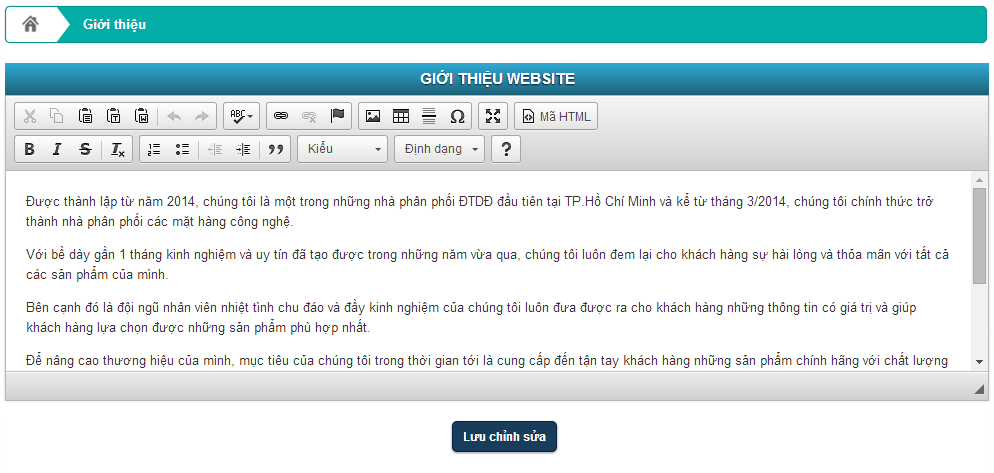 Giới thiệu
GIỚI THIỆU WEBSITE
ABC
Ω
Mã HTML
B I S Tx
Kiểu
Định dạng
?
Được thành lập từ năm 2014, chúng tôi là một trong những nhà phân phối ĐTDĐ đầu tiên tại TP.Hồ Chí Minh và kể từ tháng 3/2014, chúng tôi chính thức trở
thành nhà phân phối các mặt hàng công nghệ.
Với bề dày gần 1 tháng kinh nghiệm và uy tín đã tạo được trong những năm vừa qua, chúng tôi luôn đem lại cho khách hàng sự hài lòng và thỏa mãn với tất cả
các sản phẩm của mình.
Bên cạnh đó là đội ngũ nhân viên nhiệt tình chu đáo và đầy kinh nghiệm của chúng tôi luôn đưa được ra cho khách hàng những thông tin có giá trị và giúp
khách hàng lựa chọn được những sản phẩm phù hợp nhất.
Để nâng cao thương hiệu của mình, mục tiêu của chúng tôi trong thời gian tới là cung cấp đến tận tay khách hàng những sản phẩm chính hãng với chất lượng
Lưu chỉnh sửa